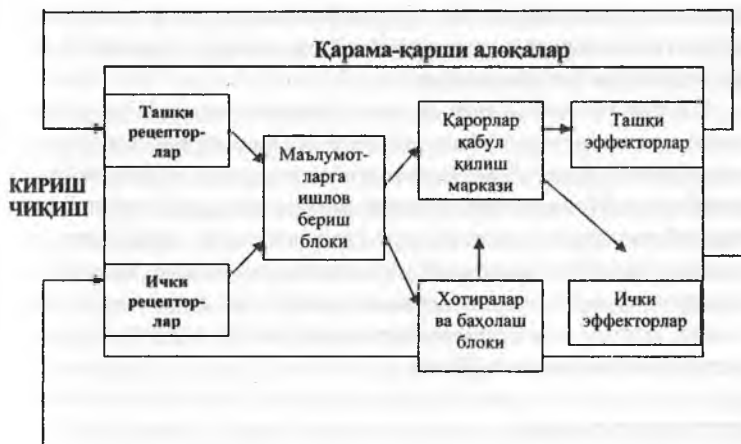 Қарама-қарши алоқалар
Ташқи
рецептор-
лар
Қарорлар
қабул
қилиш
маркази
Ташқи
эффекторлар
Маълумот-
ларга
ишлов
бериш
блоки
КИРИШ
ЧИҚИШ
Ички
рецептор-
лар
Хотиралар
ва баҳолаш
блоки
Ички
эффекторлар